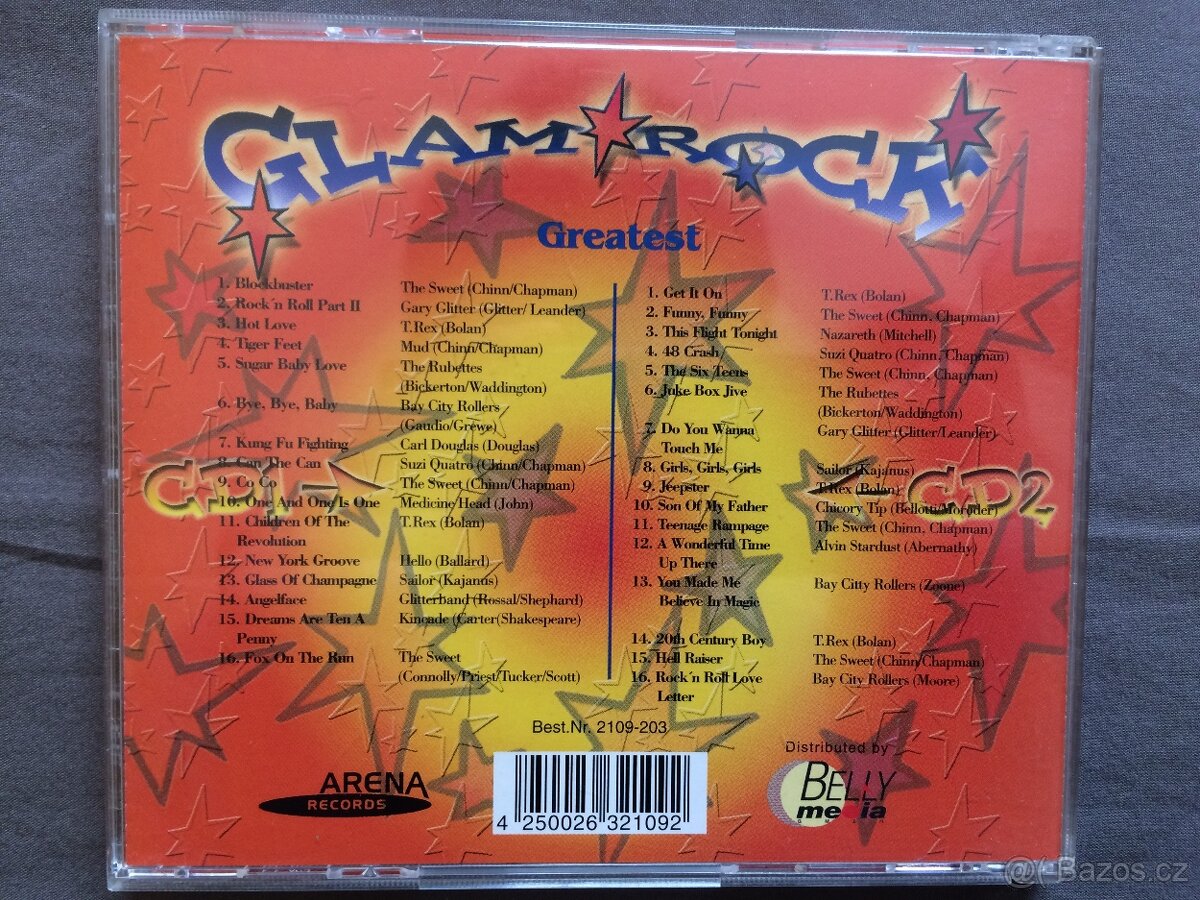 GLAM ROCK
Greatest
CD1
1. Blockbuster The Sweet (Chinn/Chapman)
2. Rock´n Roll Part II Gary Glitter (Glitter/ Leander)
3. Hot Love T.Rex (Bolan)
4. Tiger Feet Mud (Chinn/Chapman)
5. Sugar Baby Love The Rubettes
(Bickerton/Waddington)
6. Bye, Bye, Baby Bay City Rollers
(Gaudio/Grewe)
7. Kung Fu Fighting Carl Douglas (Douglas)
8. Can The Can Suzi Quatro (Chinn/Chapman)
9. Co Co The Sweet (Chinn/Chapman)
10. One And One Is One Medicine Head (John)
11. Children Of The T.Rex (Bolan)
Revolution
12. New York Groove Hello (Ballard)
13. Glass Of Champagne Sailor (Kajanus)
14. Angelface Glitterband (Rossal/Shephard)
15. Dreams Are Ten A Kincade (Carter(Shakespeare)
Penny
16. Fox On The Run The Sweet
(Connolly/Priest/Tucker/Scott)
CD2
1. Get It On T.Rex (Bolan)
2. Funny, Funny The Sweet (Chinn, Chapman)
3. This Flight Tonight Nazareth (Mitchell)
4. 48 Crash Suzi Quatro (Chinn, Chapman)
5. The Six Teens The Sweet (Chinn, Chapman)
6. Juke Box Jive The Rubettes
(Bickerton/Waddington)
7. Do You Wanna Gary Glitter (Glitter/Leander)
Touch Me
8. Girls, Girls, Girls Sailor (Kajanus)
9. Jeepster T.Rex (Bolan)
10. Son Of My Father Chicory Tip (Bellotti/Moroder)
11. Teenage Rampage The Sweet (Chinn, Chapman)
12. A Wonderful Time Alvin Stardust (Abernathy)
Up There
13. You Made Me Bay Citty Rollers (Zoone)
Believe In Magic
14. 20th Century Boy T.Rex (Bolan)
15. Hell Raiser The Sweet (Chinn/Chapman)
16. Rock´n Roll Love Bay City Rollers (Moore)
Letter
Best.Nr. 2109-203
ARENA
RECORDS
4 250026 321092
Distributed by
BELLY
media
@(- Bazos.cz